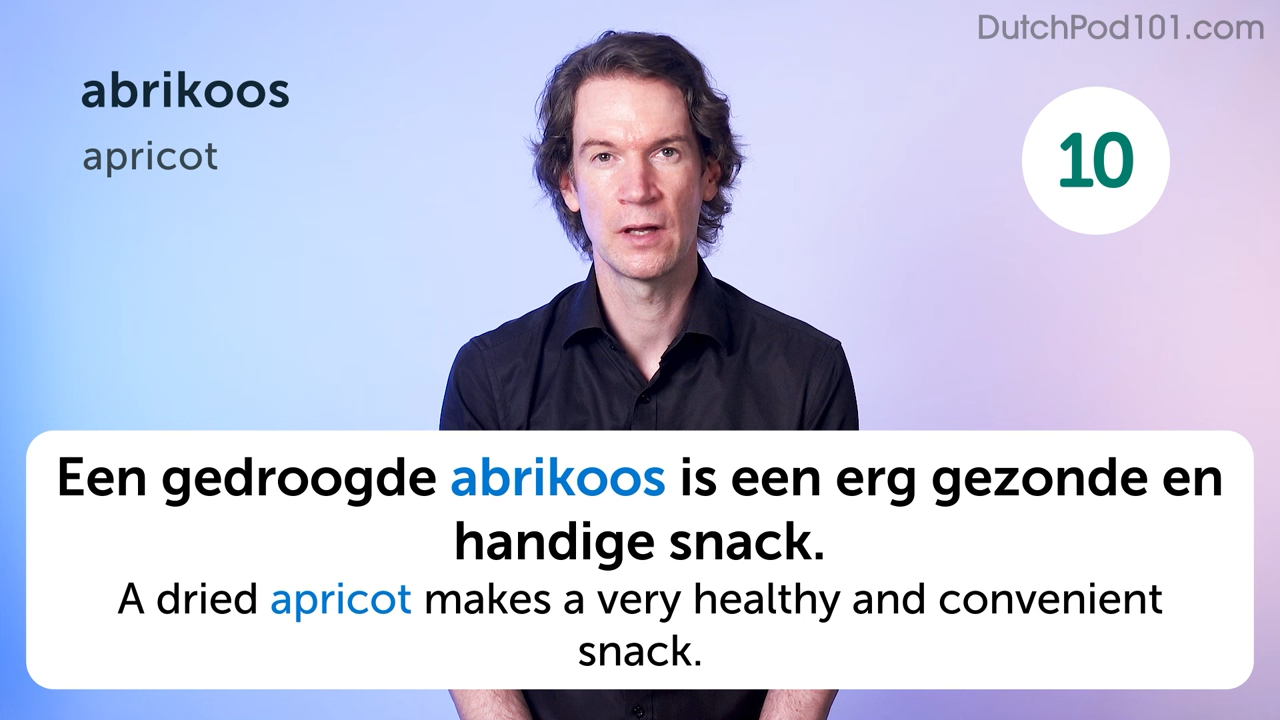 DutchPod101.com
abrikoos
apricot
10
Een gedroogde abrikoos is een erg gezonde en
handige snack.
A dried apricot makes a very healthy and convenient
snack.